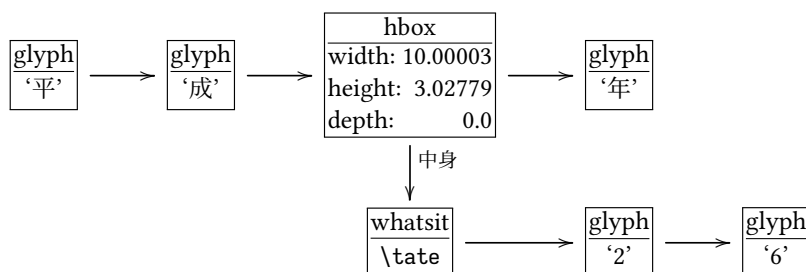 glyph
‘平’
glyph
‘成’
hbox
width: 10.00003
height: 3.02779
depth: 0.0
glyph
‘年’
中身
whatsit
\tate
glyph
‘2’
glyph
‘6’